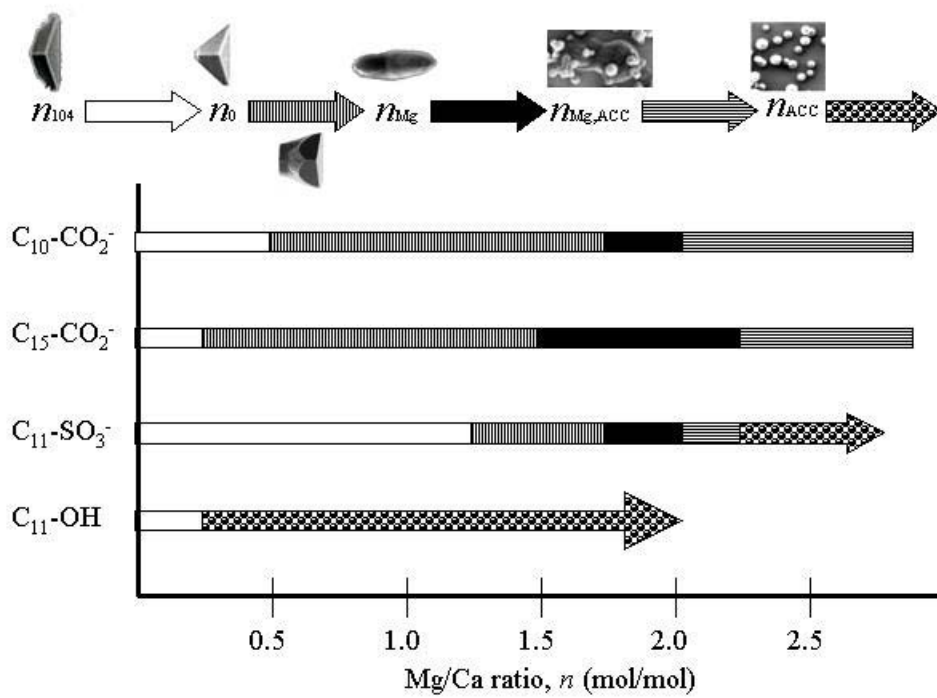 n104 n0 nMg nMg,ACC nACC
C10-CO2-
C15-CO2-
C11-SO3-
C11-OH
0.5 1.0 1.5 2.0 2.5
Mg/Ca ratio, n (mol/mol)